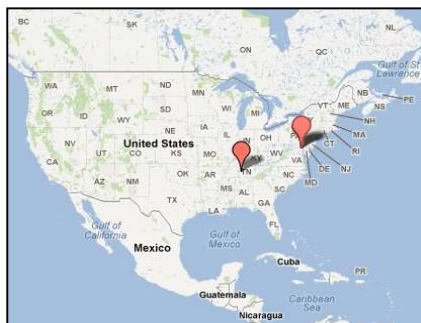 BC
AB
SK
MB
NL
ON
QC
Gulf of St
Lawrence
NB
PE
NS
WA
MT
ND
MN
VT
ME
OR
ID
SD
WI
MI
NH
WY
MA
NE
IA
IL
IN
OH
PA
CT
RI
NV
UT
CO
United States
KS
MO
KY
WV
VA
NJ
DE
CA
OK
TN
NC
MD
AZ
NM
AR
SC
MS
AL
GA
TX
LA
FL
Gulf of
California
Gulf of
Mexico
Mexico
Cuba
PR
Guatemala
Caribbean
Sea
Nicaragua